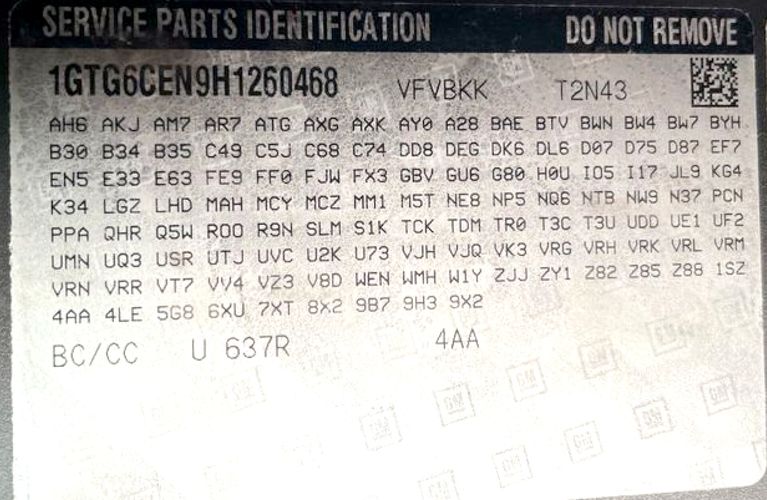 SERVICE PARTS IDENTIFICATION DO NOT REMOVE
1GTG6CEN9H1260468 VFVBKK T2N43
AH6 AKJ AM7 AR7 ATG AXG AXK AY0 A28 BAE BTV BWN BW4 BW7 BYH
B30 B34 B35 C49 C5J C68 C74 DD8 DEG DK6 DL6 D07 D75 D87 EF7
EN5 E33 E63 FE9 FF0 FJW FX3 GBV GU6 G80 H0U IO5 I17 JL9 KG4
K34 LGZ LHD MAH MCY MCZ MM1 M5T NE8 NP5 NQ6 NTB NW9 N37 PCN
PPA QHR Q5W ROO R9N SLM S1K TCK TDM TR0 T3C T3U UDD UE1 UF2
UMN UQ3 USR UTJ UVC U2K U73 VJH VJQ VK3 VRG VRH VRK VRL VRM
VRN VRR VT7 VV4 VZ3 V8D WEN WMH W1Y ZJJ ZY1 Z82 Z85 Z88 1SZ
4AA 4LE 5G8 6XU 7XT 8X2 9B7 9H3 9X2
BC/CC U 637R 4AA